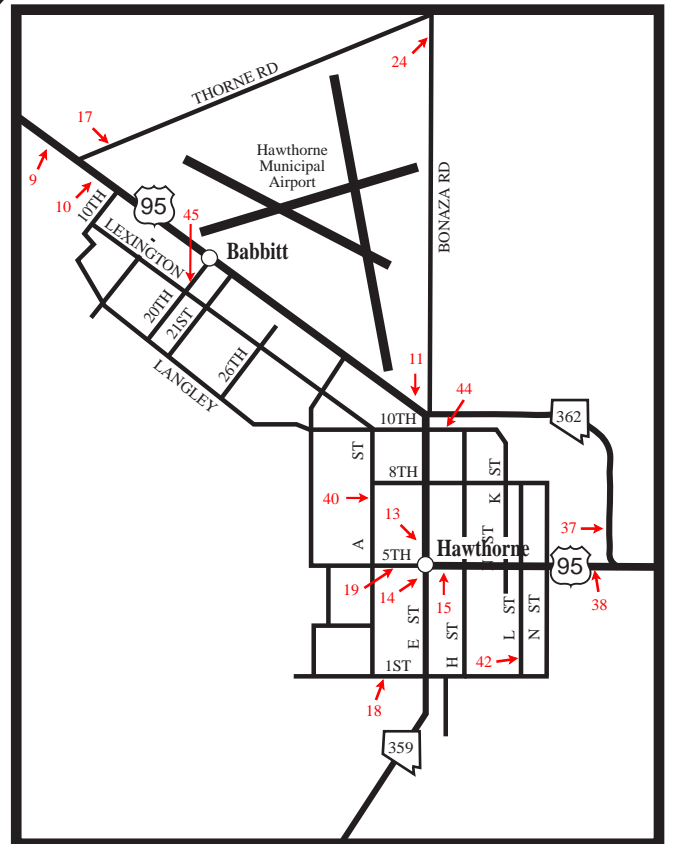 24
THORNE RD
17
Hawthorne
Municipal
Airport
9
10
10TH
95
45
BONAZA RD
LEXINGTON
Babbitt
20TH
21ST
26TH
LANGLEY
11
44
10TH
362
ST
8TH
K ST
40
13
37
A
5TH
Hawthorne
ST
95
19
14
15
38
E ST
H ST
L ST
N ST
42
1ST
18
359